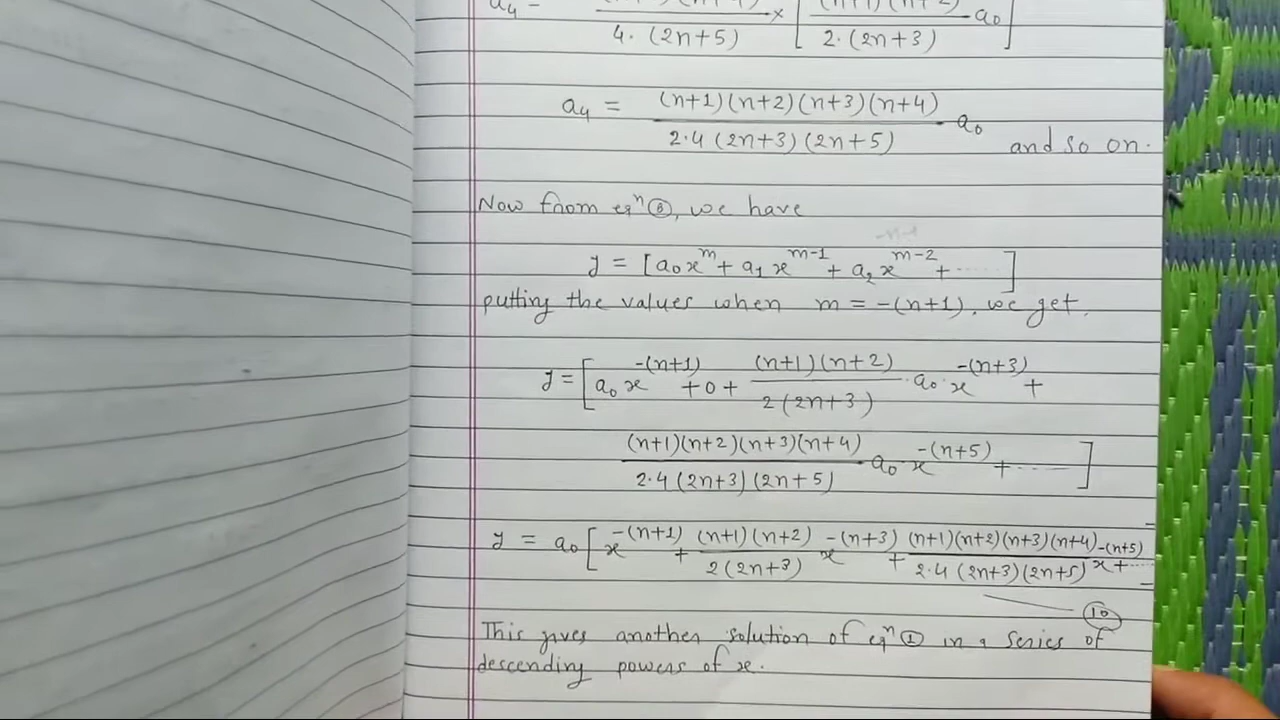 4. (2n+5) × [ 2. (2n+3) a₀ ]
a₄ = (n+1)(n+2)(n+3)(n+4) / 2·4 (2n+3)(2n+5) a₀ and so on.
Now from eqⁿ ③, we have
y = [a₀x^m + a₁x^{m-1} + a₂x^{m-2} + ······]
putting the values when m = -(n+1), we get,
y = [a₀x^{-(n+1)} + 0 + (n+1)(n+2) / 2(2n+3) · a₀·x^{-(n+3)} +
(n+1)(n+2)(n+3)(n+4) / 2·4 (2n+3)(2n+5) a₀ x^{-(n+5)} + ······]
y = a₀[x^{-(n+1)} + (n+1)(n+2) / 2(2n+3) x^{-(n+3)} + (n+1)(n+2)(n+3)(n+4) / 2·4 (2n+3)(2n+5) x^{-(n+5)} + ······
⑩
This gives another solution of eqⁿ ① in a series of
descending powers of x.